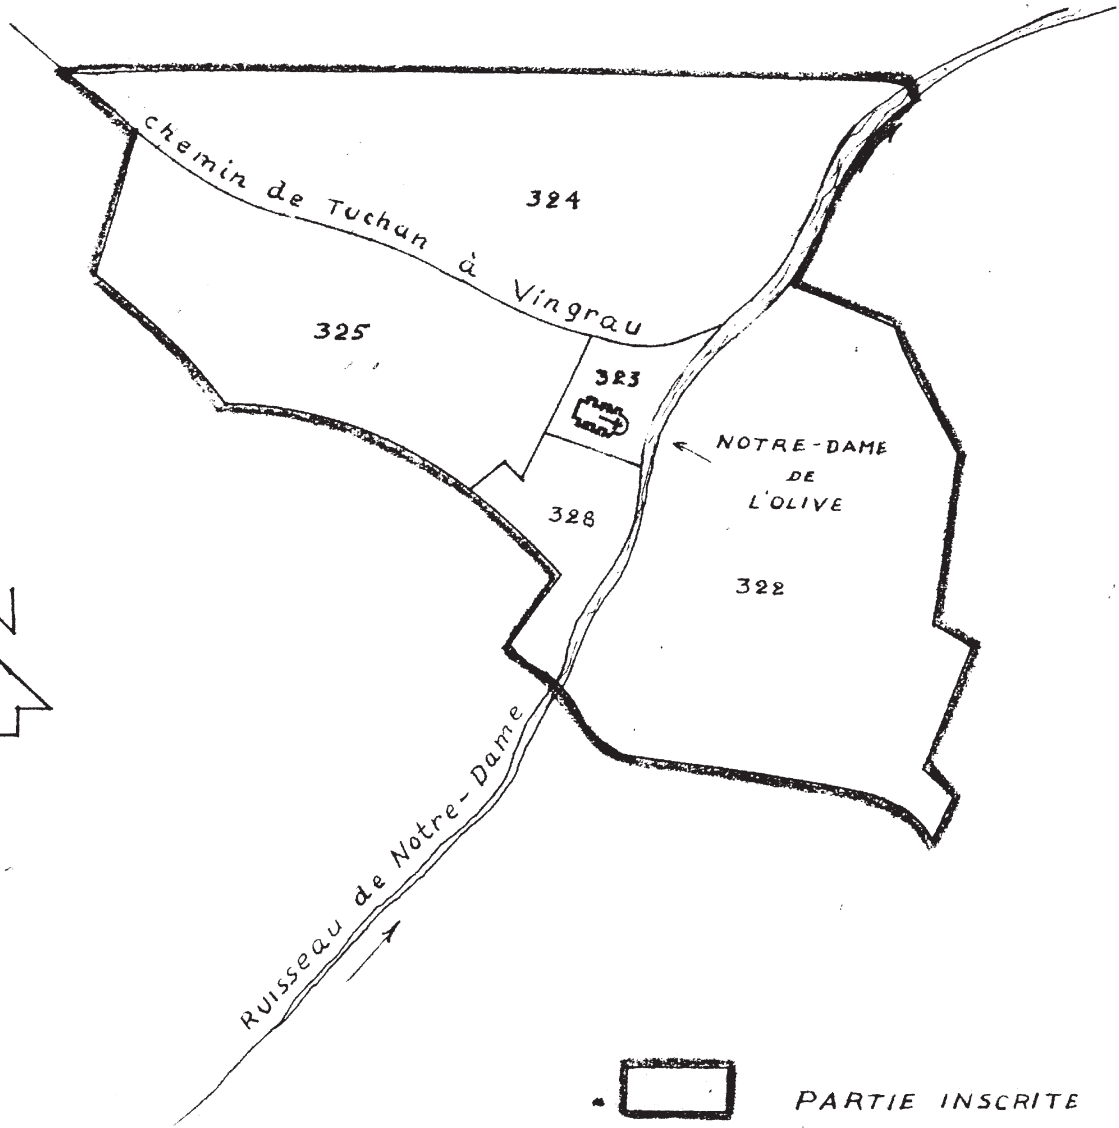 chemin de Tuchan à Vingrau
324
325
323
NOTRE-DAME
DE
L'OLIVE
328
322
Ruisseau de Notre-Dame
PARTIE INSCRITE